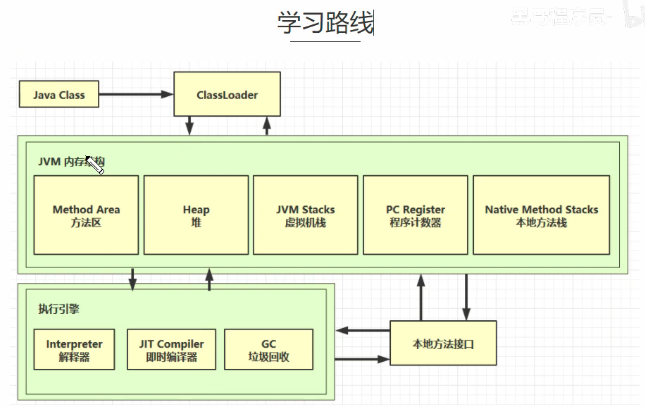 学习路线
Java Class
ClassLoader
JVM 内存结构
Method Area
方法区
Heap
堆
JVM Stacks
虚拟机栈
PC Register
程序计数器
Native Method Stacks
本地方法栈
执行引擎
Interpreter
解释器
JIT Compiler
即时编译器
GC
垃圾回收
本地方法接口